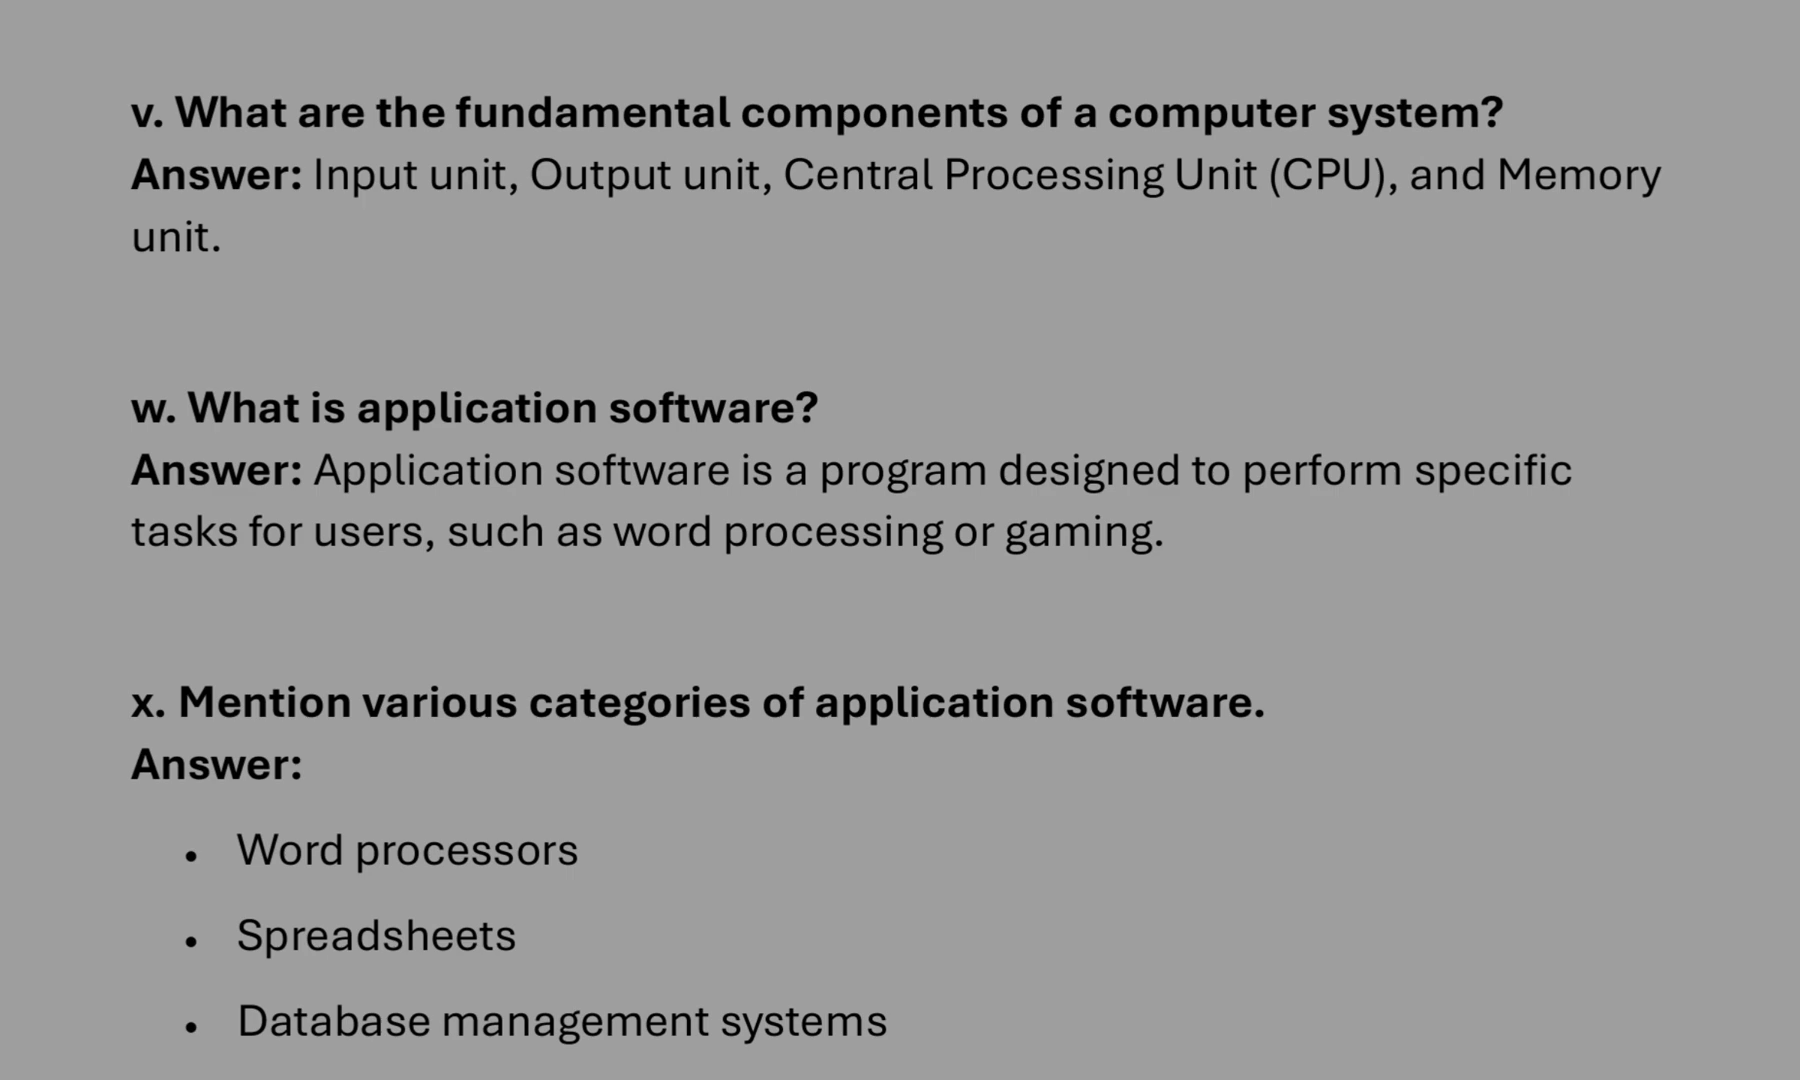 v. What are the fundamental components of a computer system?
Answer: Input unit, Output unit, Central Processing Unit (CPU), and Memory
unit.
w. What is application software?
Answer: Application software is a program designed to perform specific
tasks for users, such as word processing or gaming.
x. Mention various categories of application software.
Answer:
• Word processors
• Spreadsheets
• Database management systems